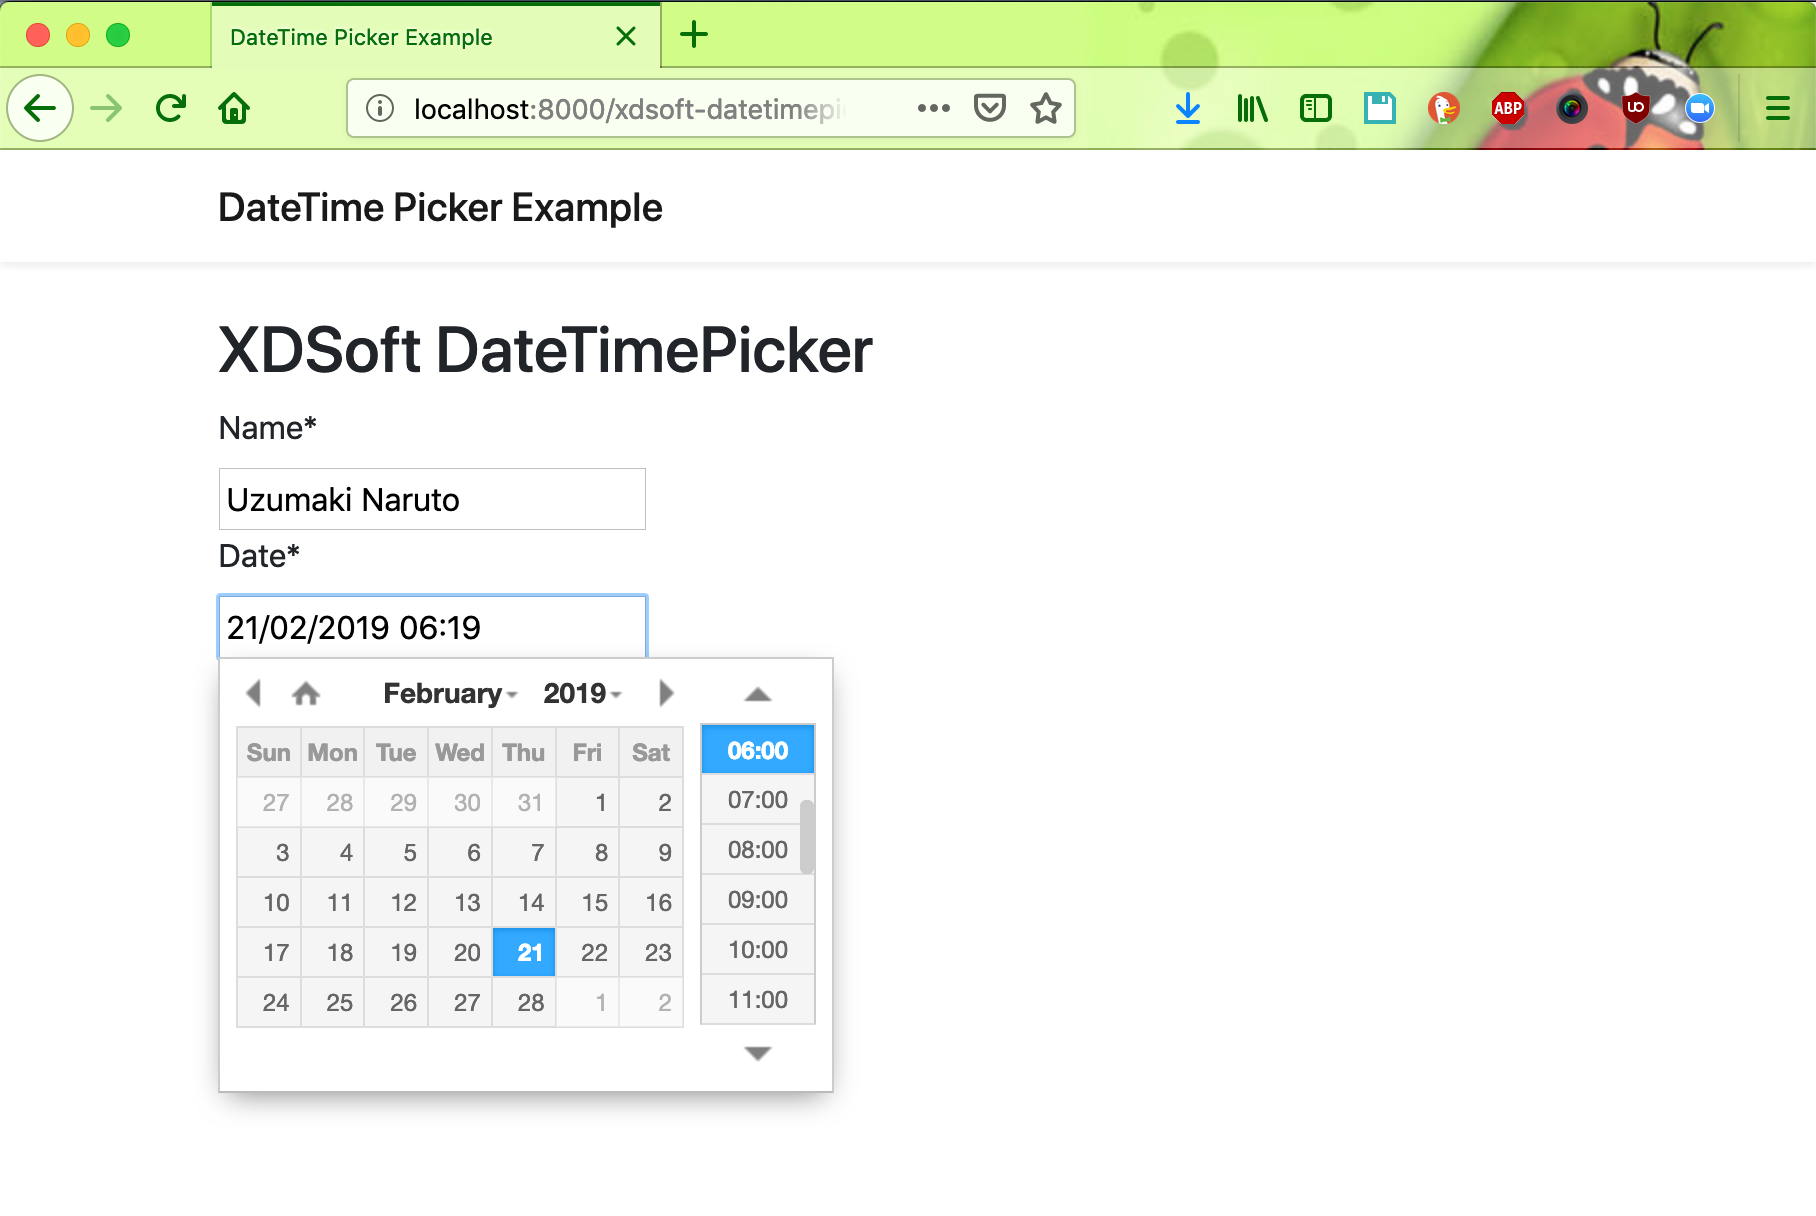 DateTime Picker Example
localhost:8000/xdsoft-datetimepi
ABP
UD
DateTime Picker Example
XDSoft DateTimePicker
Name*
Uzumaki Naruto
Date*
21/02/2019 06:19
February 2019
Sun Mon Tue Wed Thu Fri Sat
27 28 29 30 31 1 2
3 4 5 6 7 8 9
10 11 12 13 14 15 16
17 18 19 20 21 22 23
24 25 26 27 28 1 2
06:00
07:00
08:00
09:00
10:00
11:00